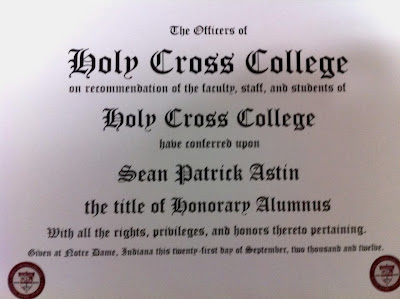 The Officers of
Holy Cross College
on recommendation of the faculty, staff, and students of
Holy Cross College
have conferred upon
Sean Patrick Astin
the title of Honorary Alumnus
With all the rights, privileges, and honors thereto pertaining.
Given at Notre Dame, Indiana this twenty-first day of September, two thousand and twelve.